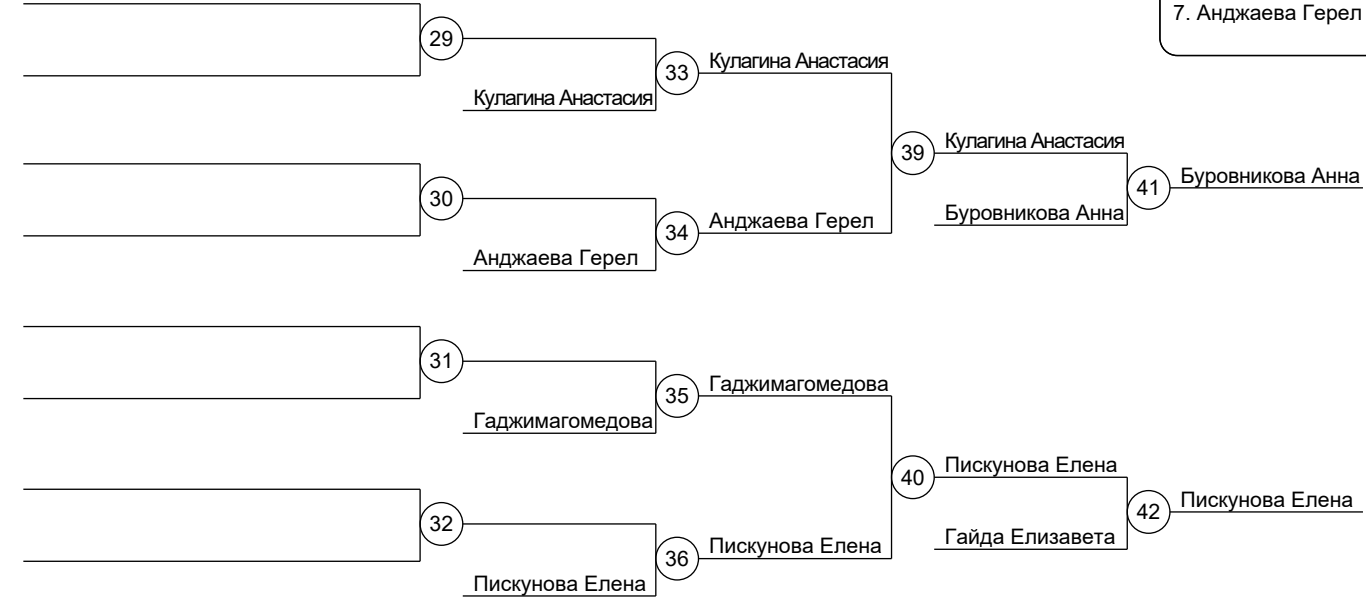 7. Анджаева Герел
29
33
Кулагина Анастасия
Кулагина Анастасия
39
Кулагина Анастасия
41
Буровникова Анна
30
34
Анджаева Герел
Буровникова Анна
Анджаева Герел
31
35
Гаджимагомедова
Гаджимагомедова
40
Пискунова Елена
42
Пискунова Елена
32
36
Пискунова Елена
Гайда Елизавета
Пискунова Елена